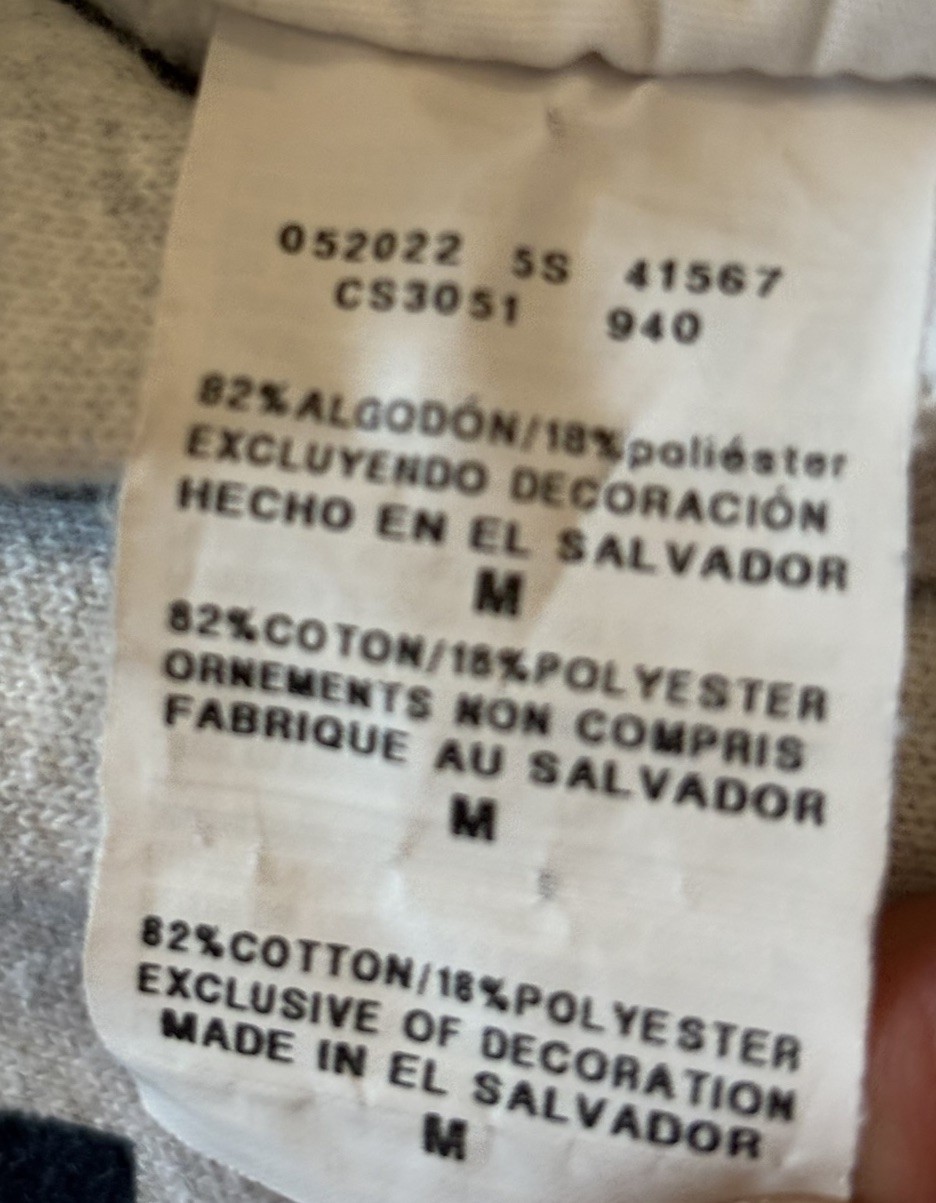 052022 5S 41567
CS3051 940
82%ALGODÓN/18%poliéster
EXCLUYENDO DECORACIÓN
HECHO EN EL SALVADOR
M
82%COTON/18%POLYESTER
ORNEMENTS NON COMPRIS
FABRIQUE AU SALVADOR
M
82%COTTON/18%POLYESTER
EXCLUSIVE OF DECORATION
MADE IN EL SALVADOR
M